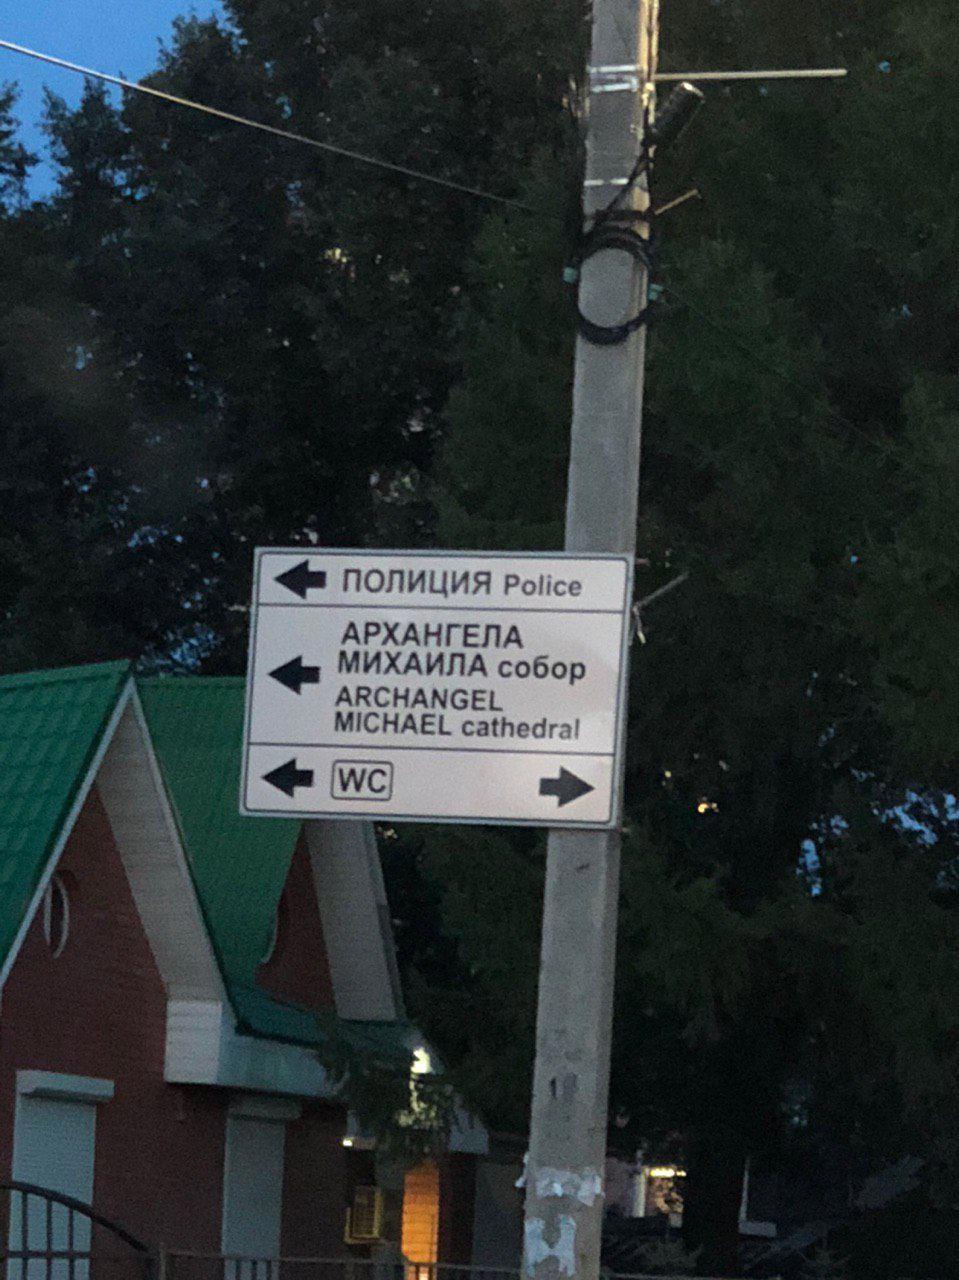 ПОЛИЦИЯ Police
АРХАНГЕЛА
МИХАИЛА собор
ARCHANGEL
MICHAEL cathedral
WC